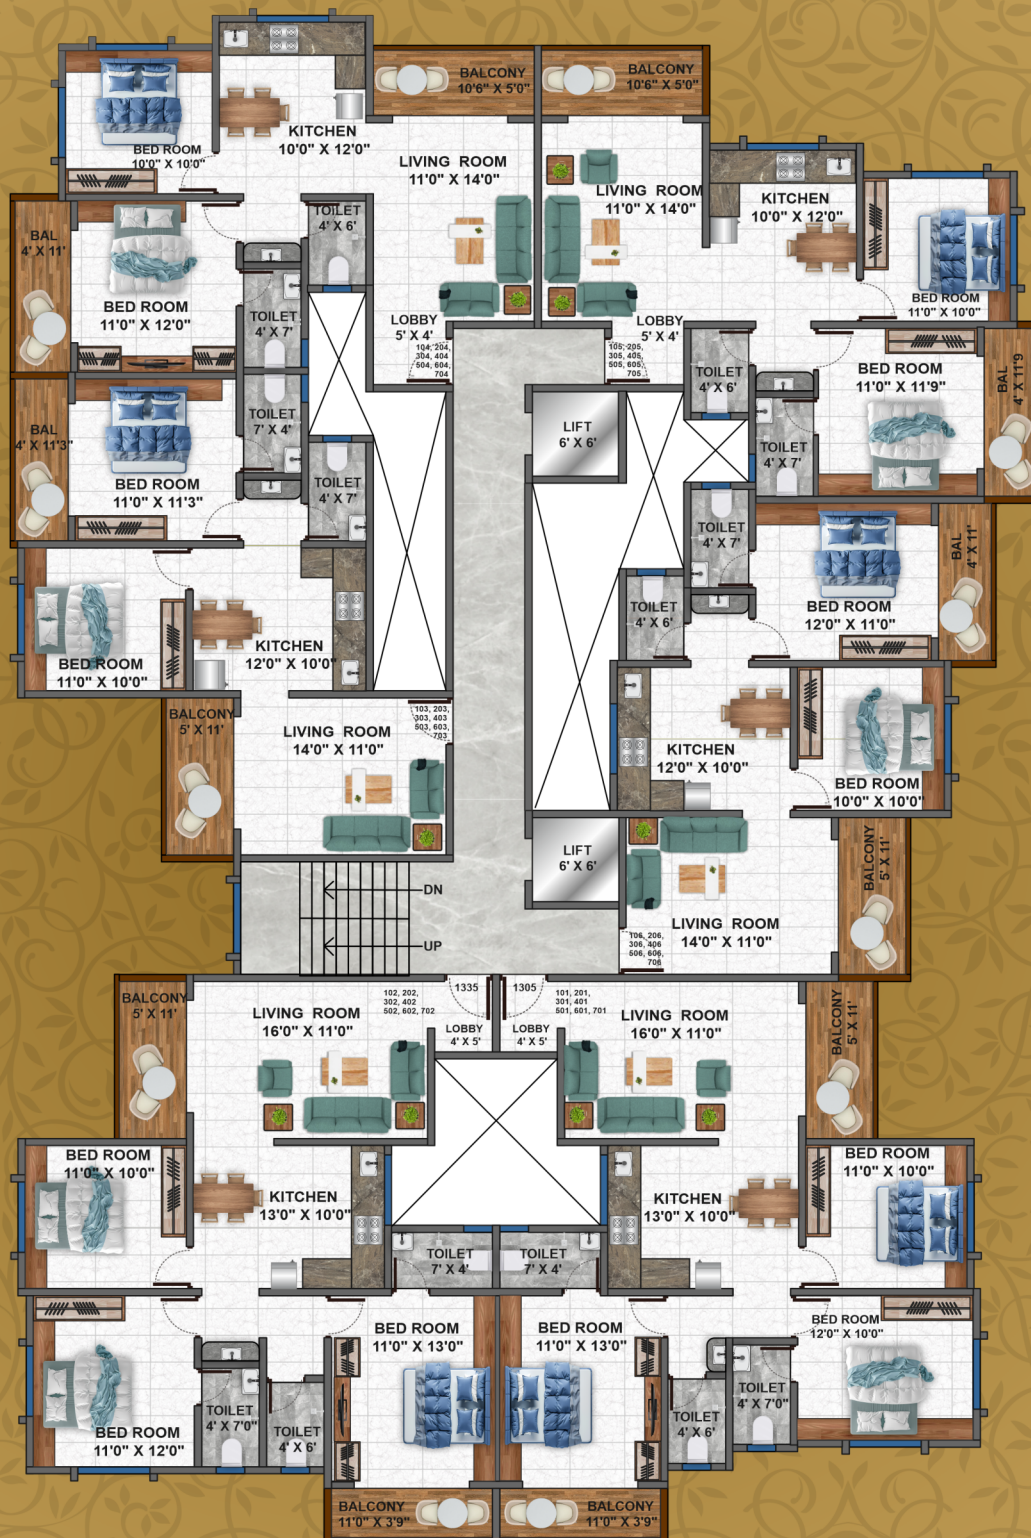 BED ROOM
10'0" X 10'0"
KITCHEN
10'0" X 12'0"
BALCONY
10'6" X 5'0"
BALCONY
10'6" X 5'0"
LIVING ROOM
11'0" X 14'0"
LIVING ROOM
11'0" X 14'0"
KITCHEN
10'0" X 12'0"
BED ROOM
11'0" X 10'0"
TOILET
4' X 6'
BAL
4' X 11'
BED ROOM
11'0" X 12'0"
TOILET
4' X 7'
LOBBY
5' X 4'
104, 204,
304, 404
504, 604,
704
LOBBY
5' X 4'
105, 205,
305, 405,
505, 605,
705
TOILET
4' X 6'
BED ROOM
11'0" X 11'9"
BAL
4' X 11'9
BAL
4' X 11'3"
BED ROOM
11'0" X 11'3"
TOILET
7' X 4'
LIFT
6' X 6'
TOILET
4' X 7'
TOILET
4' X 7'
TOILET
4' X 7'
BAL
4' X 11'
BED ROOM
12'0" X 11'0"
TOILET
4' X 6'
BED ROOM
11'0" X 10'0"
KITCHEN
12'0" X 10'0"
BALCONY
5' X 11'
LIVING ROOM
14'0" X 11'0"
103, 203,
303, 403
503, 603,
703
KITCHEN
12'0" X 10'0"
BED ROOM
10'0" X 10'0"
LIFT
6' X 6'
BALCONY
5' X 11'
DN
UP
LIVING ROOM
14'0" X 11'0"
106, 206,
306, 406
506, 606,
706
BALCONY
5' X 11'
LIVING ROOM
16'0" X 11'0"
102, 202,
302, 402
502, 602, 702
1335
1305
LOBBY
4' X 5'
LOBBY
4' X 5'
101, 201,
301, 401
501, 601, 701
LIVING ROOM
16'0" X 11'0"
BALCONY
5' X 11'
BED ROOM
11'0" X 10'0"
KITCHEN
13'0" X 10'0"
KITCHEN
13'0" X 10'0"
BED ROOM
11'0" X 10'0"
TOILET
7' X 4'
TOILET
7' X 4'
BED ROOM
11'0" X 13'0"
BED ROOM
11'0" X 13'0"
BED ROOM
12'0" X 10'0"
BED ROOM
11'0" X 12'0"
TOILET
4' X 7'0"
TOILET
4' X 6'
TOILET
4' X 6'
TOILET
4' X 7'0"
BALCONY
11'0" X 3'9"
BALCONY
11'0" X 3'9"